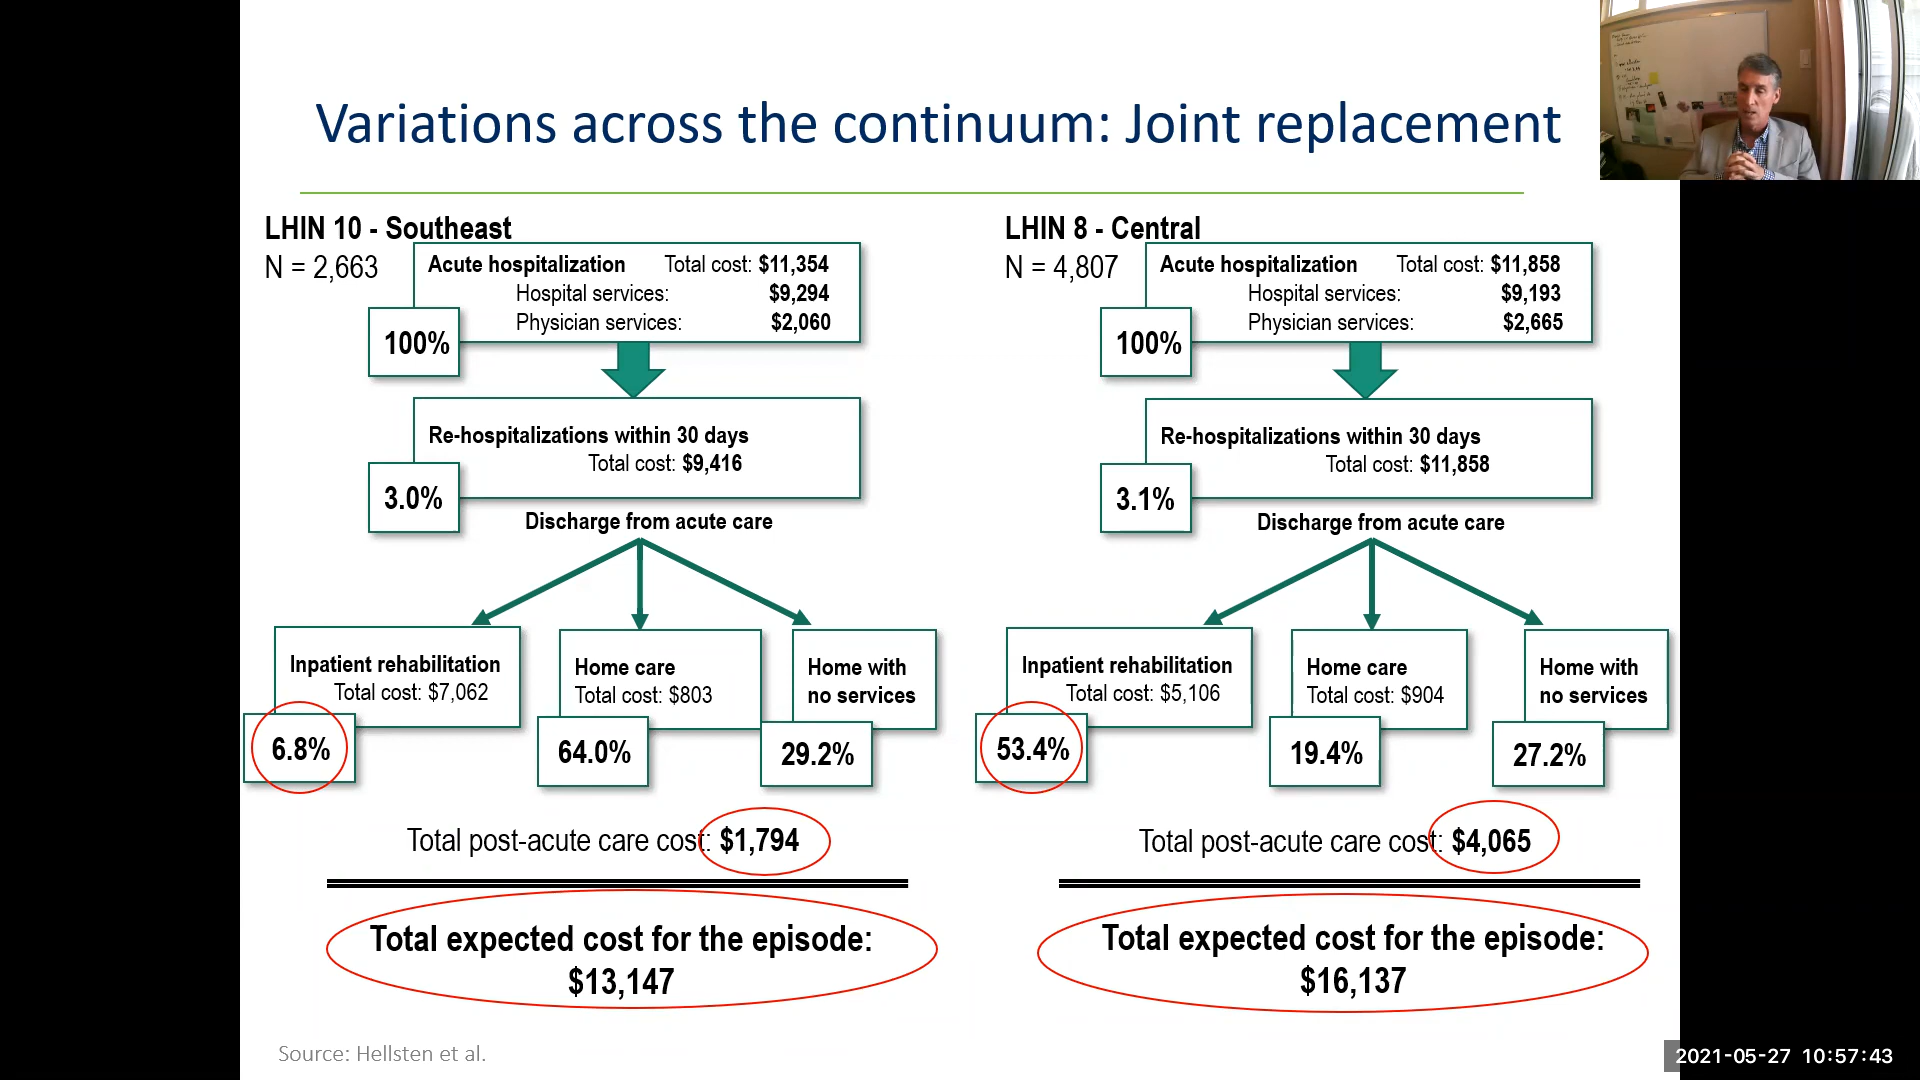 Variations across the continuum: Joint replacement
LHIN 10 - Southeast
N = 2,663
Acute hospitalization Total cost: $11,354
Hospital services: $9,294
Physician services: $2,060
100%
Re-hospitalizations within 30 days
Total cost: $9,416
3.0%
Discharge from acute care
Inpatient rehabilitation
Total cost: $7,062
6.8%
Home care
Total cost: $803
64.0%
Home with
no services
29.2%
Total post-acute care cost: $1,794
Total expected cost for the episode:
$13,147
LHIN 8 - Central
N = 4,807
Acute hospitalization Total cost: $11,858
Hospital services: $9,193
Physician services: $2,665
100%
Re-hospitalizations within 30 days
Total cost: $11,858
3.1%
Discharge from acute care
Inpatient rehabilitation
Total cost: $5,106
53.4%
Home care
Total cost: $904
19.4%
Home with
no services
27.2%
Total post-acute care cost: $4,065
Total expected cost for the episode:
$16,137
Source: Hellsten et al.
2021-05-27 10:57:43